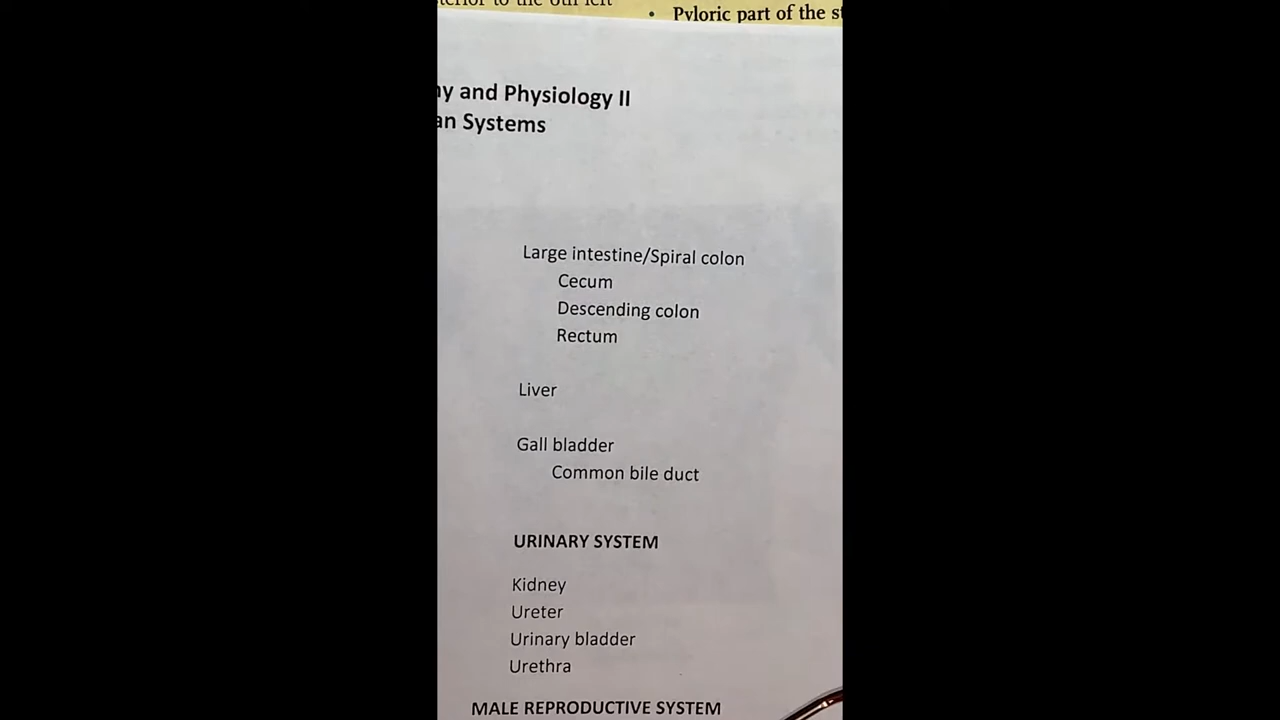 • Pyloric part of the
and Physiology II
Systems
Large intestine/Spiral colon
Cecum
Descending colon
Rectum
Liver
Gall bladder
Common bile duct
URINARY SYSTEM
Kidney
Ureter
Urinary bladder
Urethra
MALE REPRODUCTIVE SYSTEM